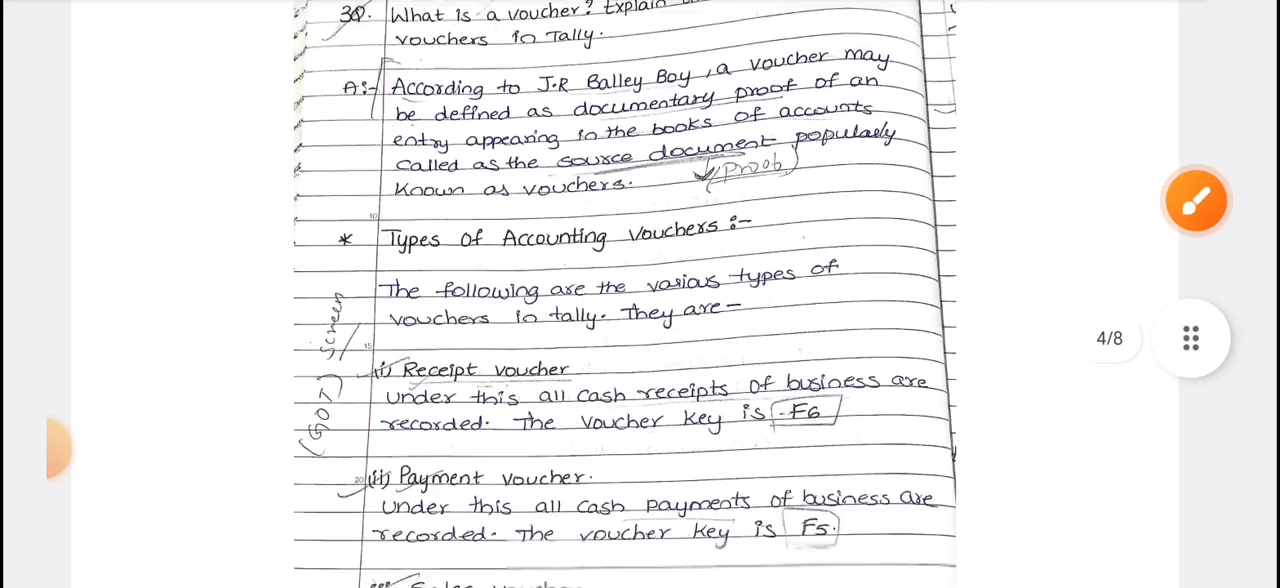 30. What is a voucher? Explain
vouchers in Tally.
A:- According to J.R Balley Boy, a voucher may
be defined as documentary proof of an
entry appearing in the books of accounts
called as the source document popularly
known as vouchers.
Proof
10
* Types of Accounting Vouchers :-
The following are the various types of
vouchers in tally. They are -
(GOT) Screen
15
(i) Receipt voucher
Under this all cash receipts of business are
recorded. The voucher key is - F6
20 (ii) Payment voucher.
Under this all cash payments of business are
recorded. The voucher key is F5.
4/8